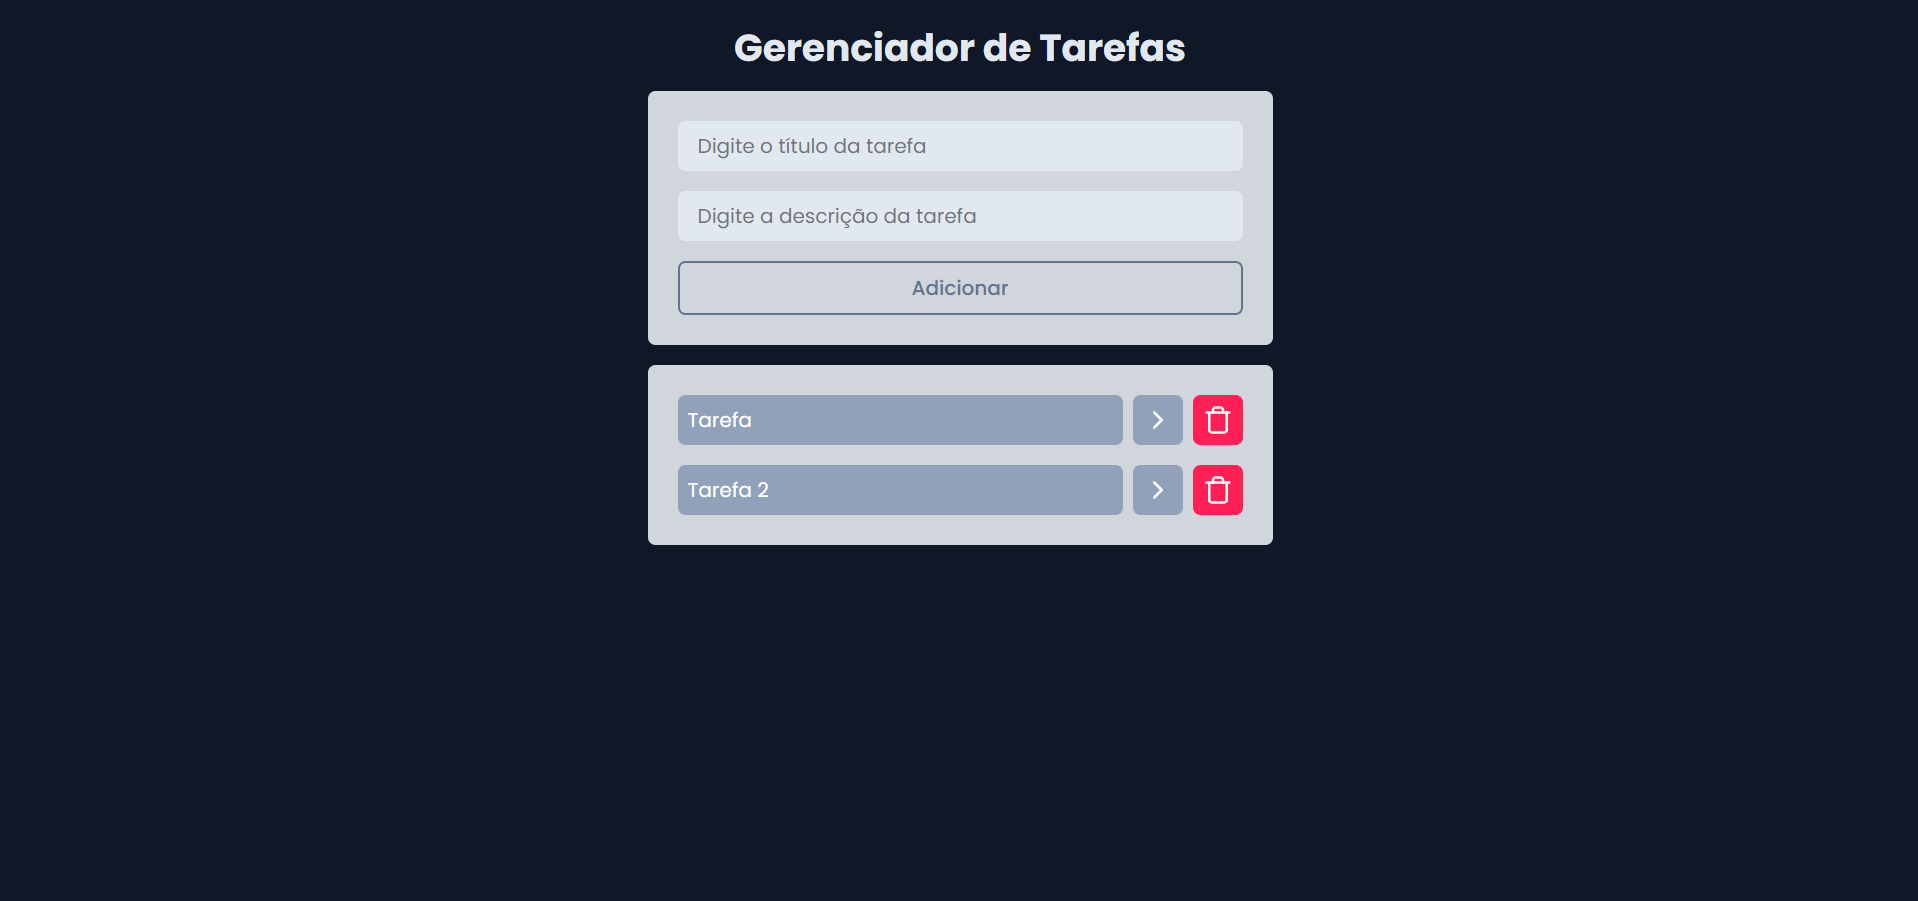 Gerenciador de Tarefas
Digite o título da tarefa
Digite a descrição da tarefa
Adicionar
Tarefa
Tarefa 2